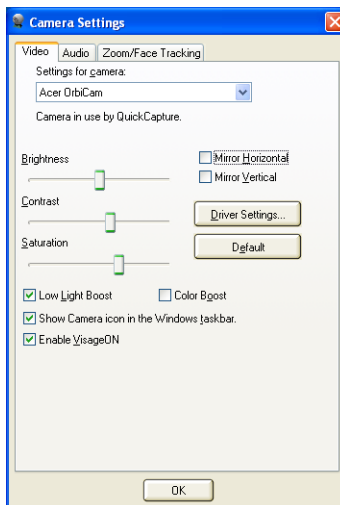 Camera Settings
Video
Audio
Zoom/Face Tracking
Settings for camera:
Acer OrbiCam
Camera in use by QuickCapture.
Brightness
Mirror Horizontal
Mirror Vertical
Contrast
Driver Settings...
Saturation
Default
Low Light Boost
Color Boost
Show Camera icon in the Windows taskbar.
Enable VisageON
OK